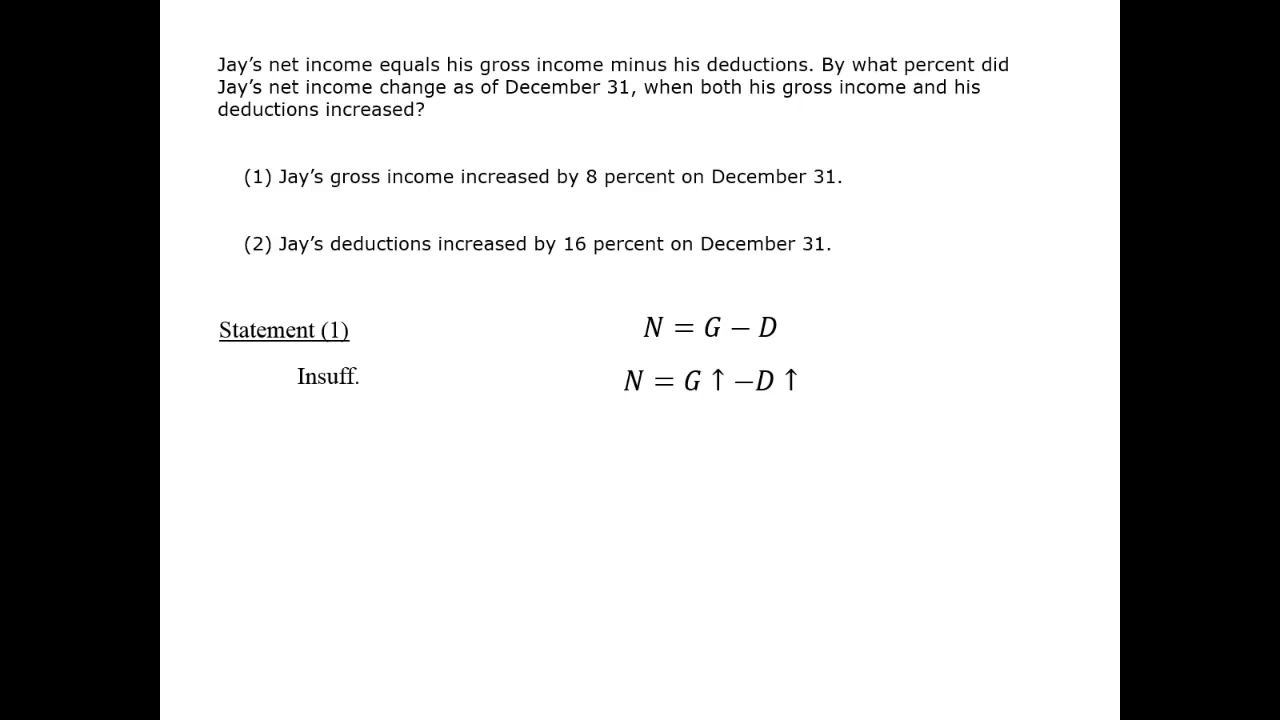 Jay’s net income equals his gross income minus his deductions. By what percent did
Jay’s net income change as of December 31, when both his gross income and his
deductions increased?
(1) Jay’s gross income increased by 8 percent on December 31.
(2) Jay’s deductions increased by 16 percent on December 31.
Statement (1)
N = G − D
Insuff.
N = G ↑ −D ↑